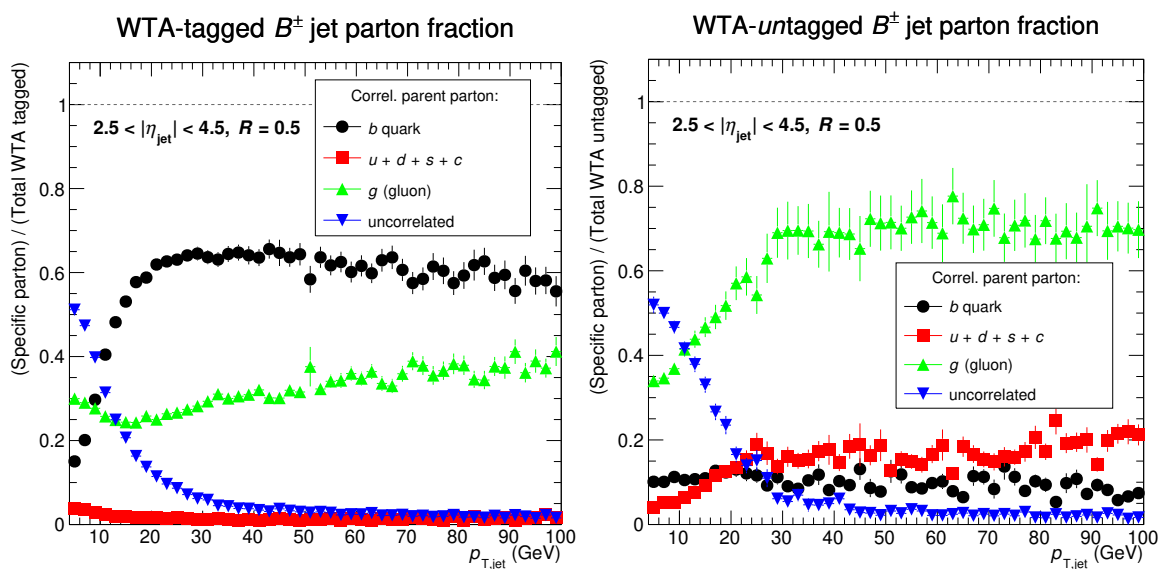 WTA-tagged B± jet parton fraction
(Specific parton) / (Total WTA tagged)
1
0.8
0.6
0.4
0.2
0
2.5 < |ηjet| < 4.5, R = 0.5
Correl. parent parton:
b quark
u + d + s + c
g (gluon)
uncorrelated
10 20 30 40 50 60 70 80 90 100
pT,jet (GeV)
WTA-untagged B± jet parton fraction
(Specific parton) / (Total WTA untagged)
1
0.8
0.6
0.4
0.2
0
2.5 < |ηjet| < 4.5, R = 0.5
Correl. parent parton:
b quark
u + d + s + c
g (gluon)
uncorrelated
10 20 30 40 50 60 70 80 90 100
pT,jet (GeV)